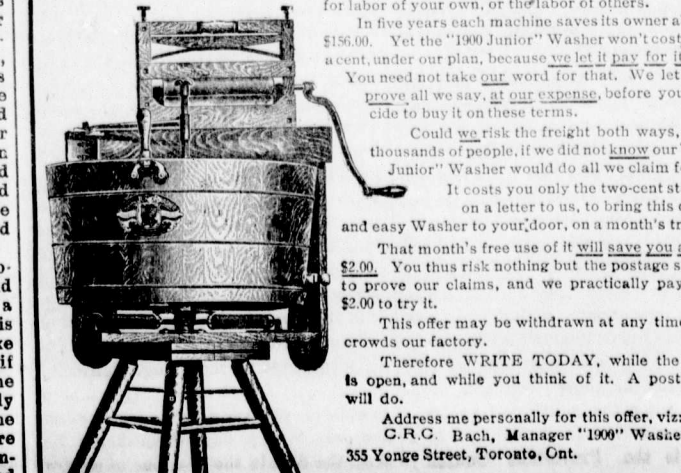 for labor of your own, or the labor of others.
In five years each machine saves its owner a
$156.00. Yet the "1900 Junior" Washer won't cost
a cent, under our plan, because we let it pay for it
You need not take our word for that. We let
prove all we say, at our expense, before you
cide to buy it on these terms.
Could we risk the freight both ways,
thousands of people, if we did not know our
Junior" Washer would do all we claim f
It costs you only the two-cent st
on a letter to us, to bring this
and easy Washer to your door, on a month's tr
That month's free use of it will save you a
$2.00. You thus risk nothing but the postage s
to prove our claims, and we practically pay
$2.00 to try it.
This offer may be withdrawn at any tim
crowds our factory.
Therefore WRITE TODAY, while the
is open, and while you think of it. A post
will do.
Address me personally for this offer, viz:
C.R.C. Bach, Manager "1900" Washe
355 Yonge Street, Toronto, Ont.